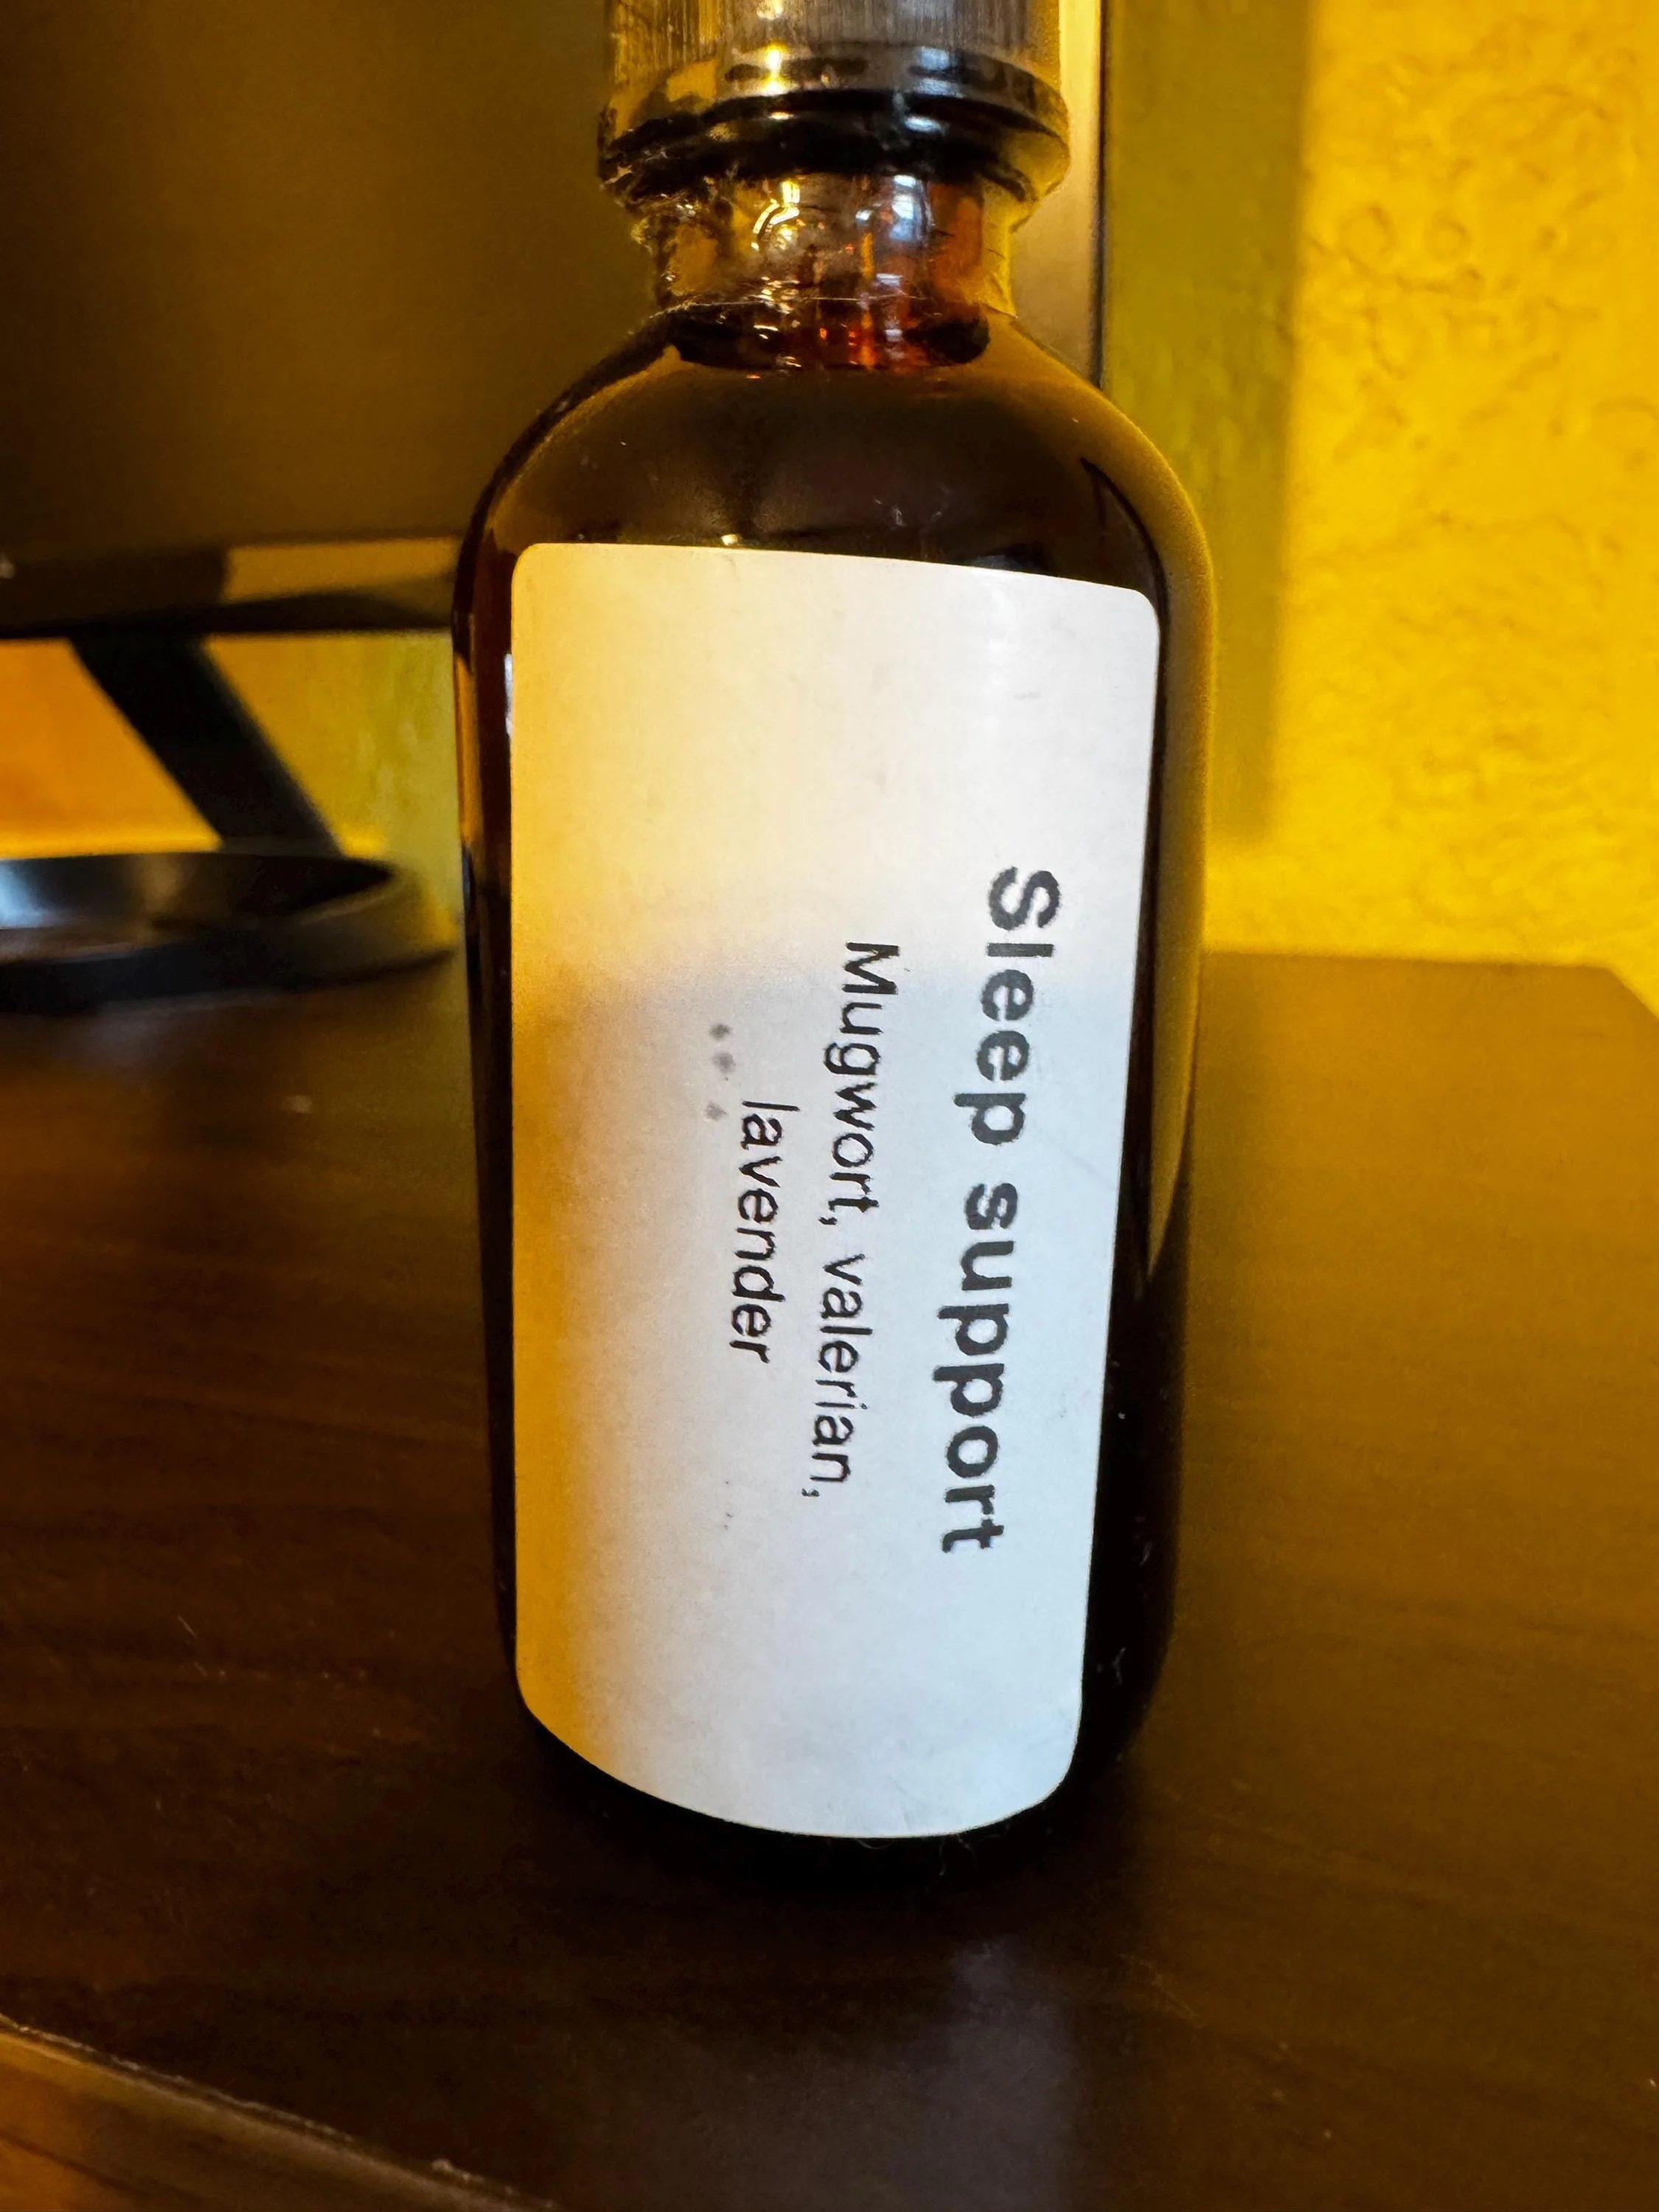 Sleep support
Mugwort, valerian,
lavender